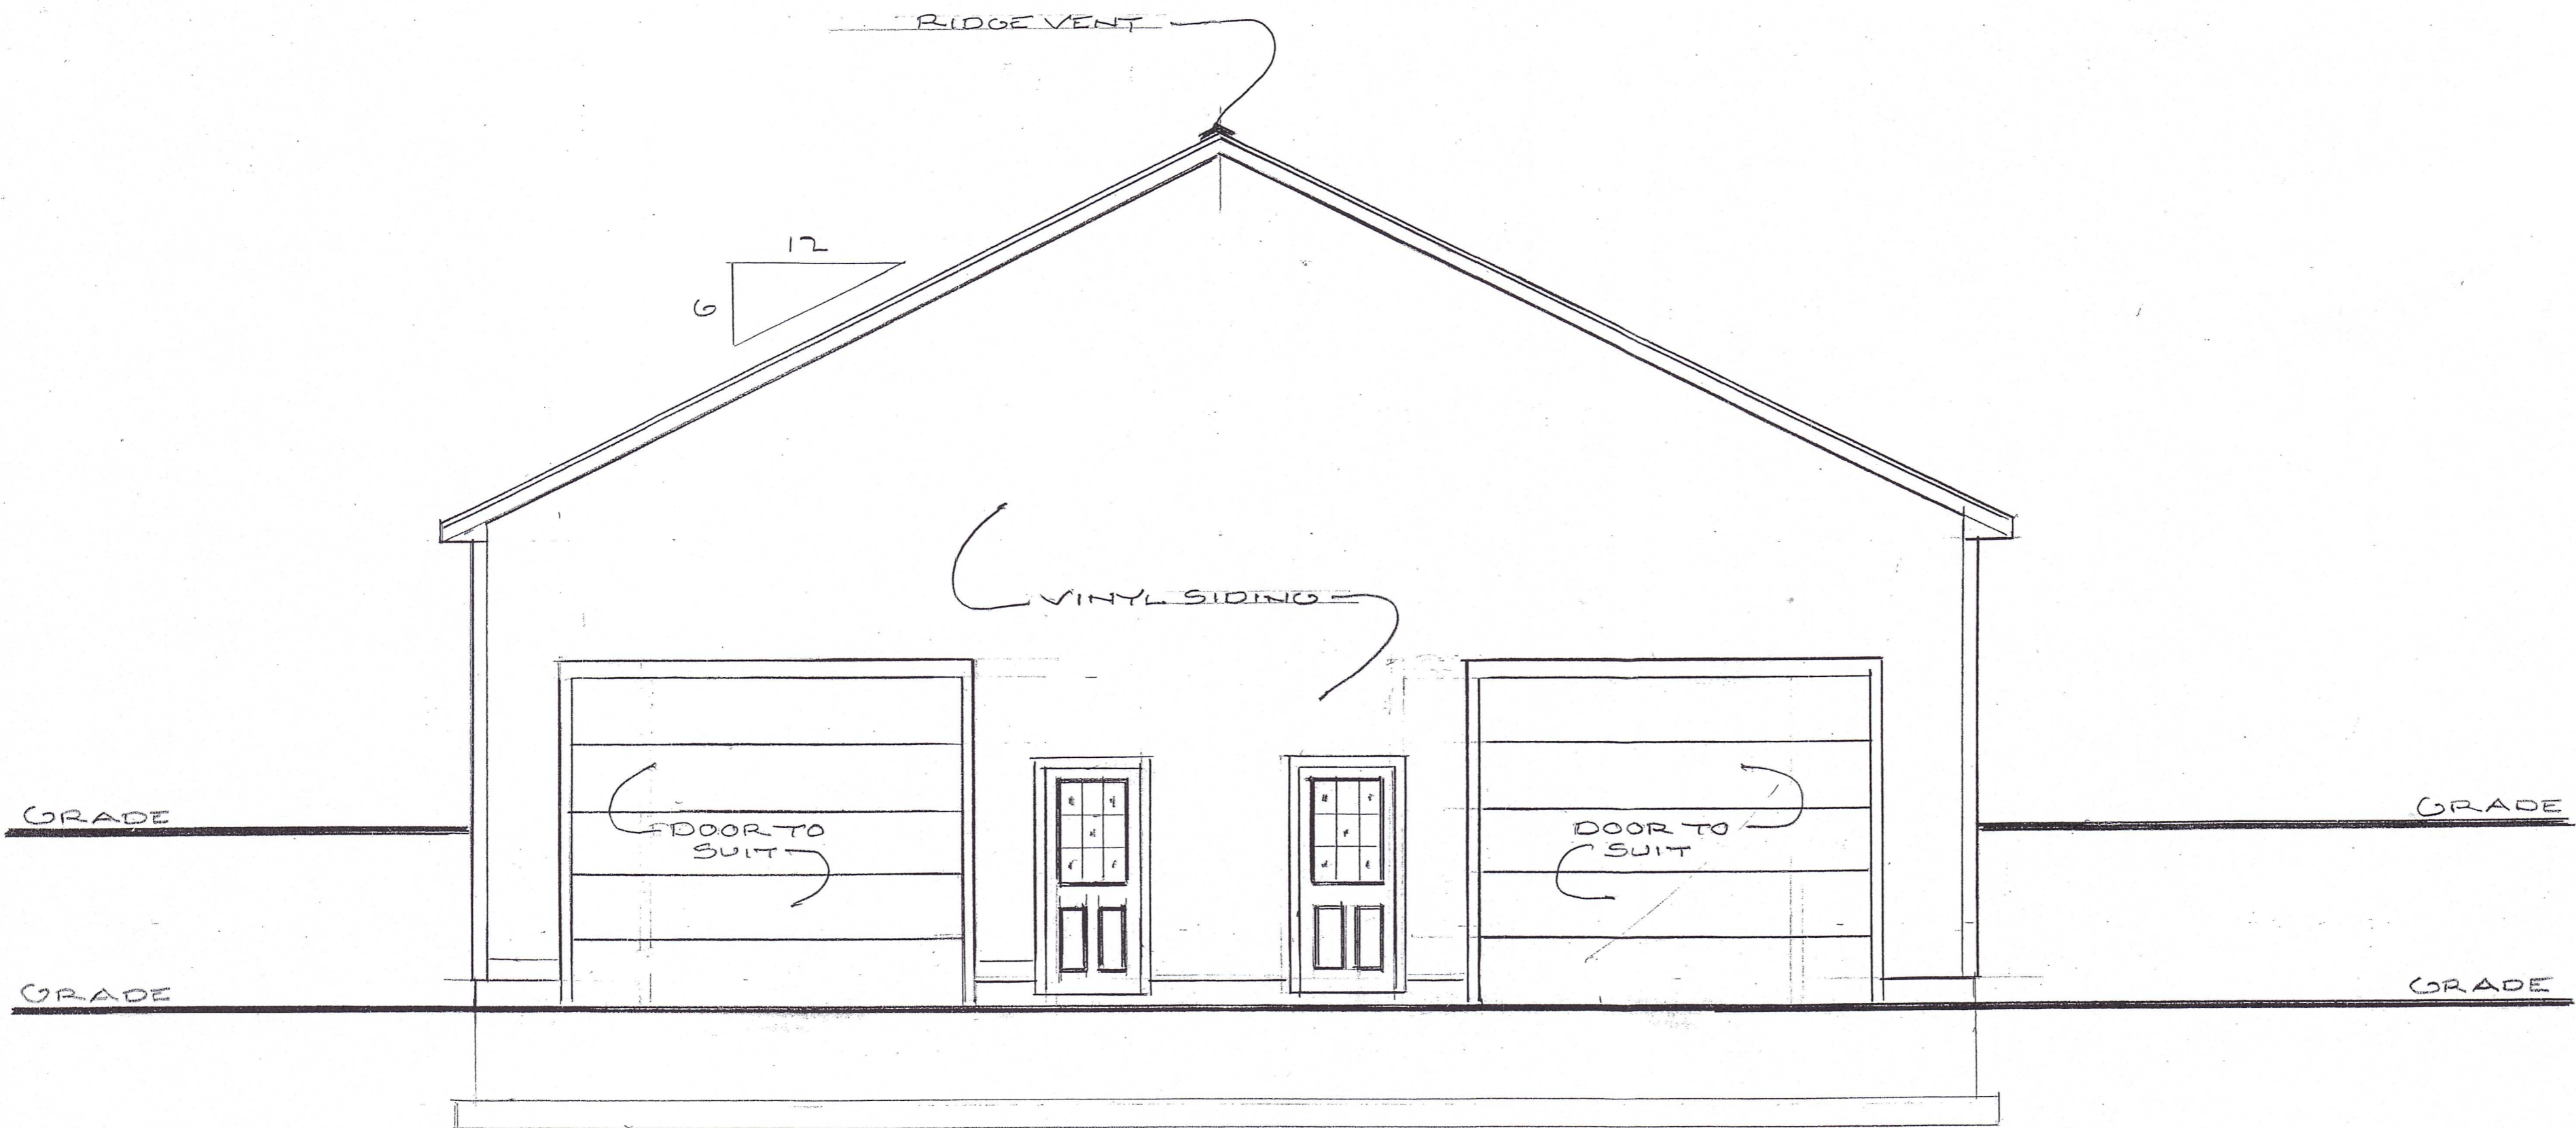 RIDGE VENT
12
6
VINYL SIDING
GRADE
GRADE
DOOR TO
SUIT
DOOR TO
SUIT
GRADE
GRADE